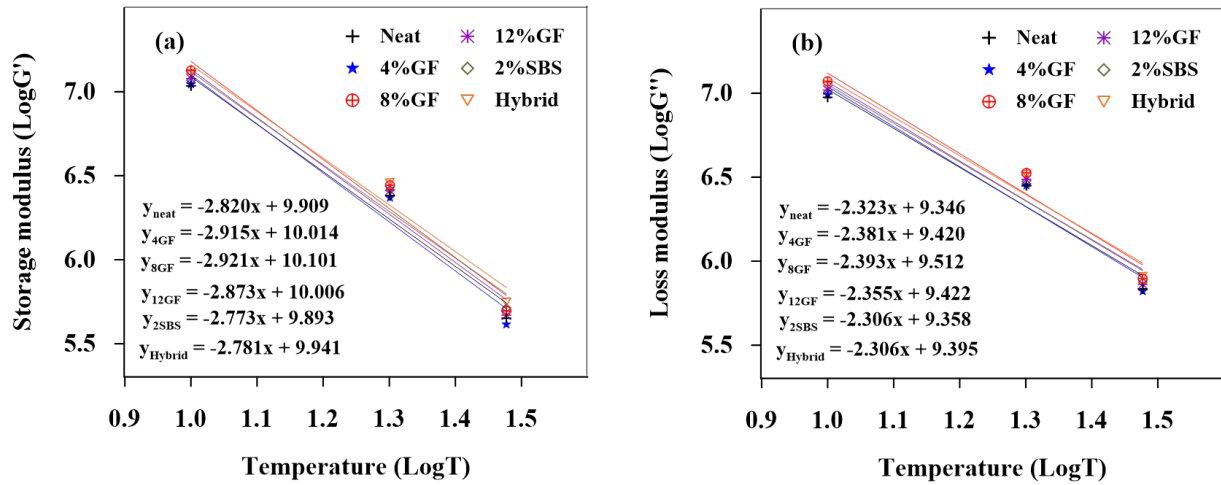 (a)
Neat
12%GF
4%GF
2%SBS
8%GF
Hybrid
Storage modulus (LogG')
7.0
6.5
6.0
5.5
y_neat = -2.820x + 9.909
y_4GF = -2.915x + 10.014
y_8GF = -2.921x + 10.101
y_12GF = -2.873x + 10.006
y_2SBS = -2.773x + 9.893
y_Hybrid = -2.781x + 9.941
0.9 1.0 1.1 1.2 1.3 1.4 1.5
Temperature (LogT)
(b)
Neat
12%GF
4%GF
2%SBS
8%GF
Hybrid
Loss modulus (LogG'')
7.0
6.5
6.0
5.5
y_neat = -2.323x + 9.346
y_4GF = -2.381x + 9.420
y_8GF = -2.393x + 9.512
y_12GF = -2.355x + 9.422
y_2SBS = -2.306x + 9.358
y_Hybrid = -2.306x + 9.395
0.9 1.0 1.1 1.2 1.3 1.4 1.5
Temperature (LogT)